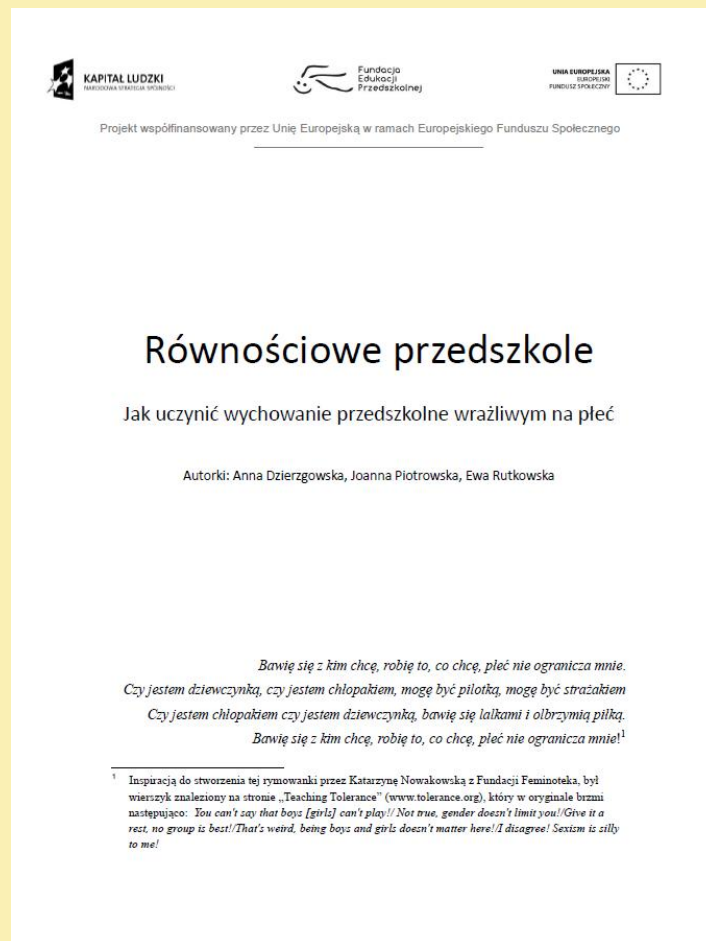 KAPITAŁ LUDZKI
NARODOWA STRATEGIA SPÓJNOŚCI
Fundacja
Edukacji
Przedszkolnej
UNIA EUROPEJSKA
EUROPEJSKI
FUNDUSZ SPOŁECZNY
Projekt współfinansowany przez Unię Europejską w ramach Europejskiego Funduszu Społecznego
Równościowe przedszkole
Jak uczynić wychowanie przedszkolne wrażliwym na płeć
Autorki: Anna Dzierzgowska, Joanna Piotrowska, Ewa Rutkowska
Bawię się z kim chcę, robię to, co chcę, płeć nie ogranicza mnie.
Czy jestem dziewczynką, czy jestem chłopakiem, mogę być pilotką, mogę być strażakiem
Czy jestem chłopakiem czy jestem dziewczynką, bawię się lalkami i olbrzymią piłką.
Bawię się z kim chcę, robię to, co chcę, płeć nie ogranicza mnie!1
1 Inspiracją do stworzenia tej rymowanki przez Katarzynę Nowakowską z Fundacji Feminoteka, był
wierszyk znaleziony na stronie „Teaching Tolerance” (www.tolerance.org), który w oryginale brzmi
następująco: You can't say that boys [girls] can't play!/ Not true, gender doesn't limit you!/Give it a
rest, no group is best!/That's weird, being boys and girls doesn't matter here!/I disagree! Sexism is silly
to me!